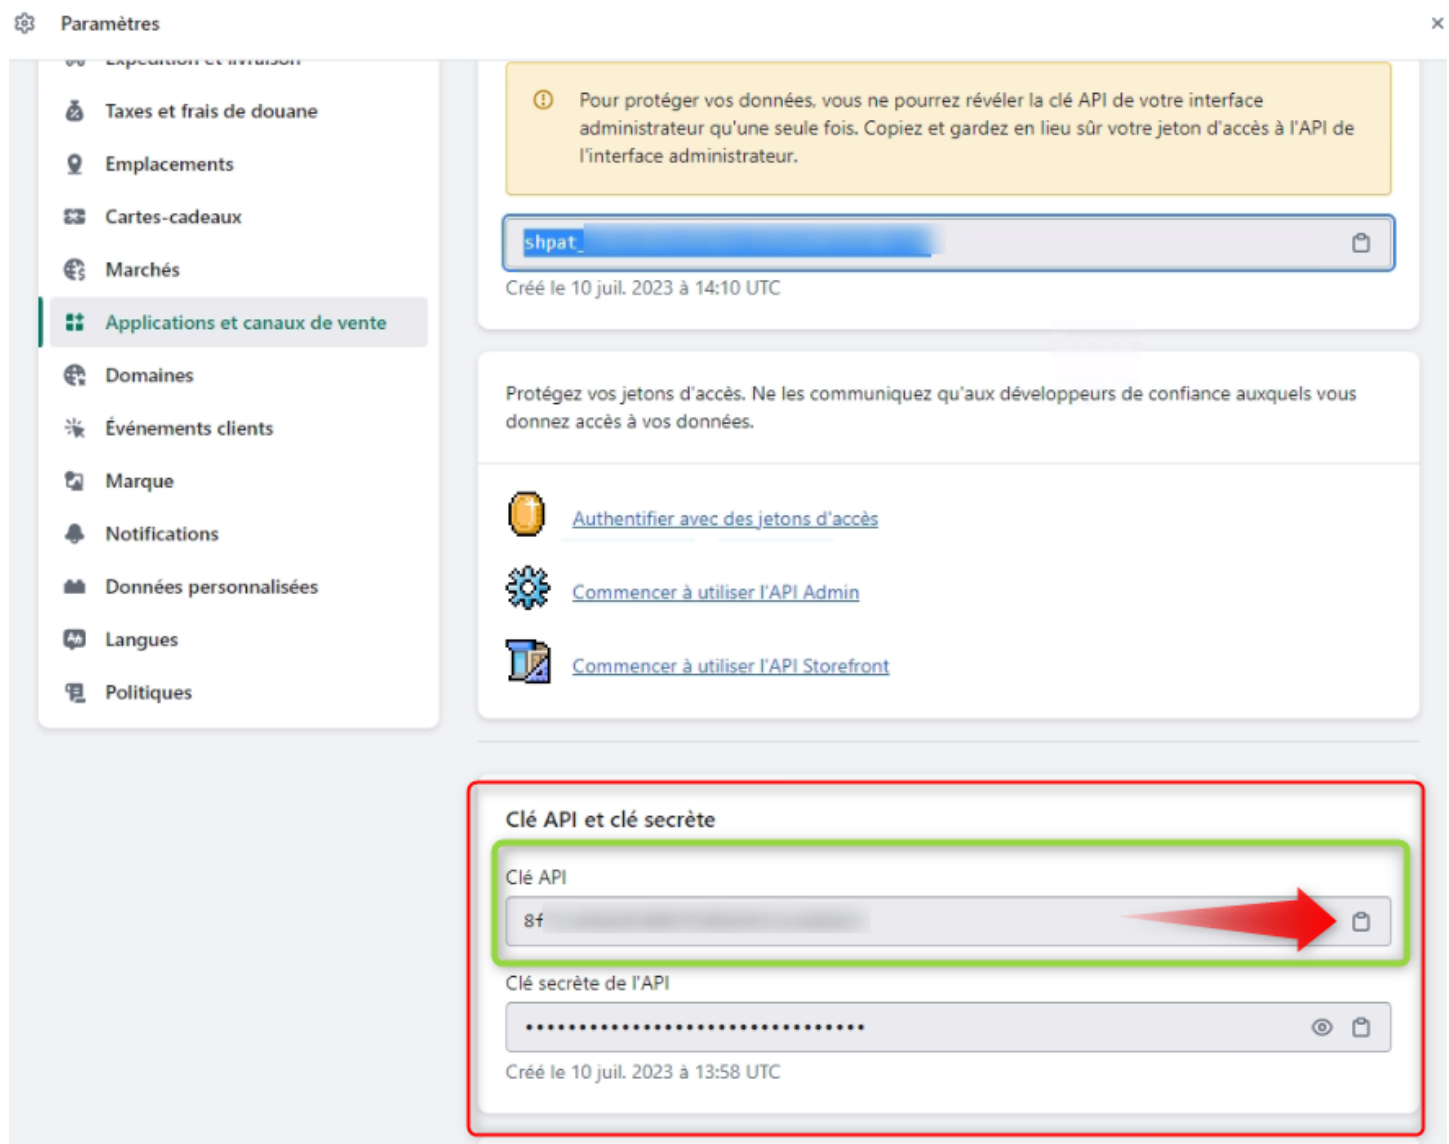 Paramètres
Expédition et livraison
Taxes et frais de douane
Emplacements
Cartes-cadeaux
Marchés
Applications et canaux de vente
Domaines
Événements clients
Marque
Notifications
Données personnalisées
Langues
Politiques
Pour protéger vos données, vous ne pourrez révéler la clé API de votre interface
administrateur qu'une seule fois. Copiez et gardez en lieu sûr votre jeton d'accès à l'API de
l'interface administrateur.
shpat_
Créé le 10 juil. 2023 à 14:10 UTC
Protégez vos jetons d'accès. Ne les communiquez qu'aux développeurs de confiance auxquels vous
donnez accès à vos données.
Authentifier avec des jetons d'accès
Commencer à utiliser l'API Admin
Commencer à utiliser l'API Storefront
Clé API et clé secrète
Clé API
8f
Clé secrète de l'API
••••••••••••••••••••••••••••••••
Créé le 10 juil. 2023 à 13:58 UTC